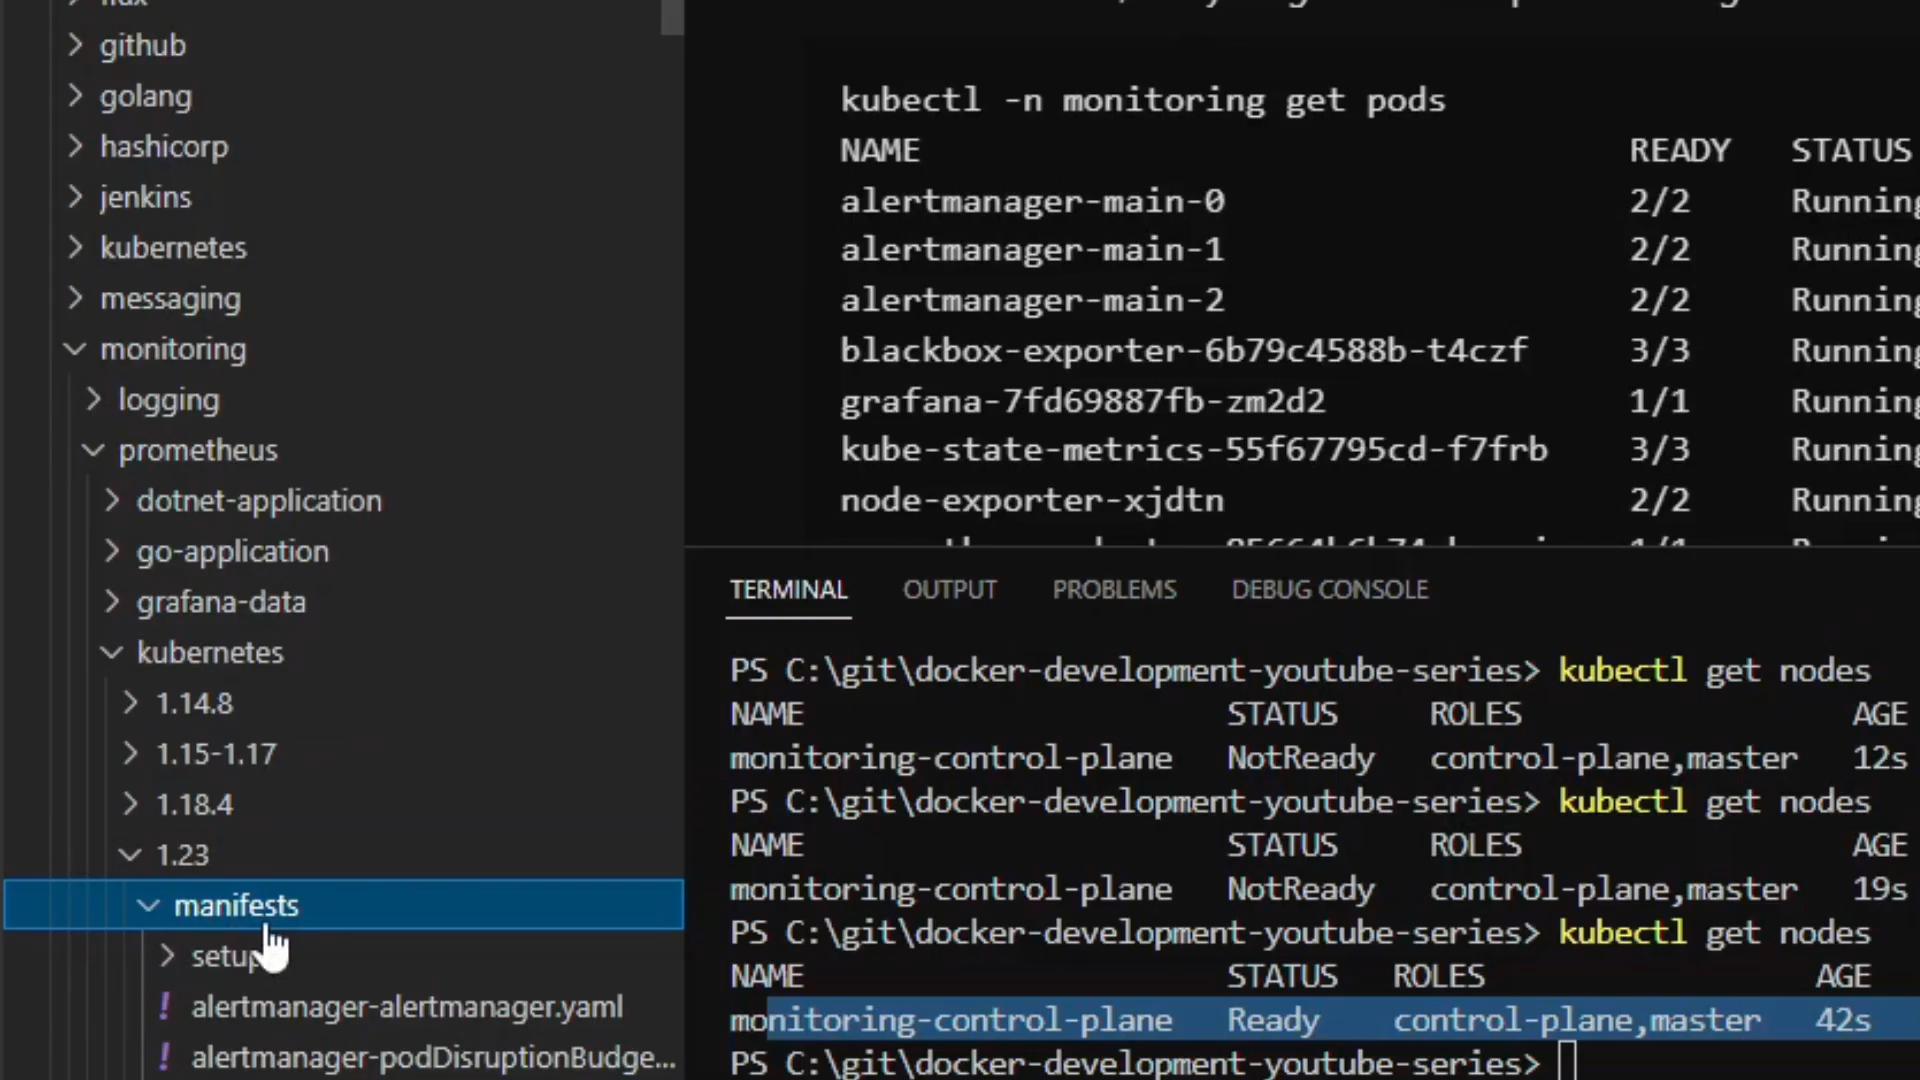 flux
github
golang
hashicorp
jenkins
kubernetes
messaging
monitoring
logging
prometheus
dotnet-application
go-application
grafana-data
kubernetes
1.14.8
1.15-1.17
1.18.4
1.23
manifests
setup
! alertmanager-alertmanager.yaml
! alertmanager-podDisruptionBudge...
kubectl -n monitoring get pods
NAME READY STATUS
alertmanager-main-0 2/2 Running
alertmanager-main-1 2/2 Running
alertmanager-main-2 2/2 Running
blackbox-exporter-6b79c4588b-t4czf 3/3 Running
grafana-7fd69887fb-zm2d2 1/1 Running
kube-state-metrics-55f67795cd-f7frb 3/3 Running
node-exporter-xjdtn 2/2 Running
TERMINAL OUTPUT PROBLEMS DEBUG CONSOLE
PS C:\git\docker-development-youtube-series> kubectl get nodes
NAME STATUS ROLES AGE
monitoring-control-plane NotReady control-plane,master 12s
PS C:\git\docker-development-youtube-series> kubectl get nodes
NAME STATUS ROLES AGE
monitoring-control-plane NotReady control-plane,master 19s
PS C:\git\docker-development-youtube-series> kubectl get nodes
NAME STATUS ROLES AGE
monitoring-control-plane Ready control-plane,master 42s
PS C:\git\docker-development-youtube-series>